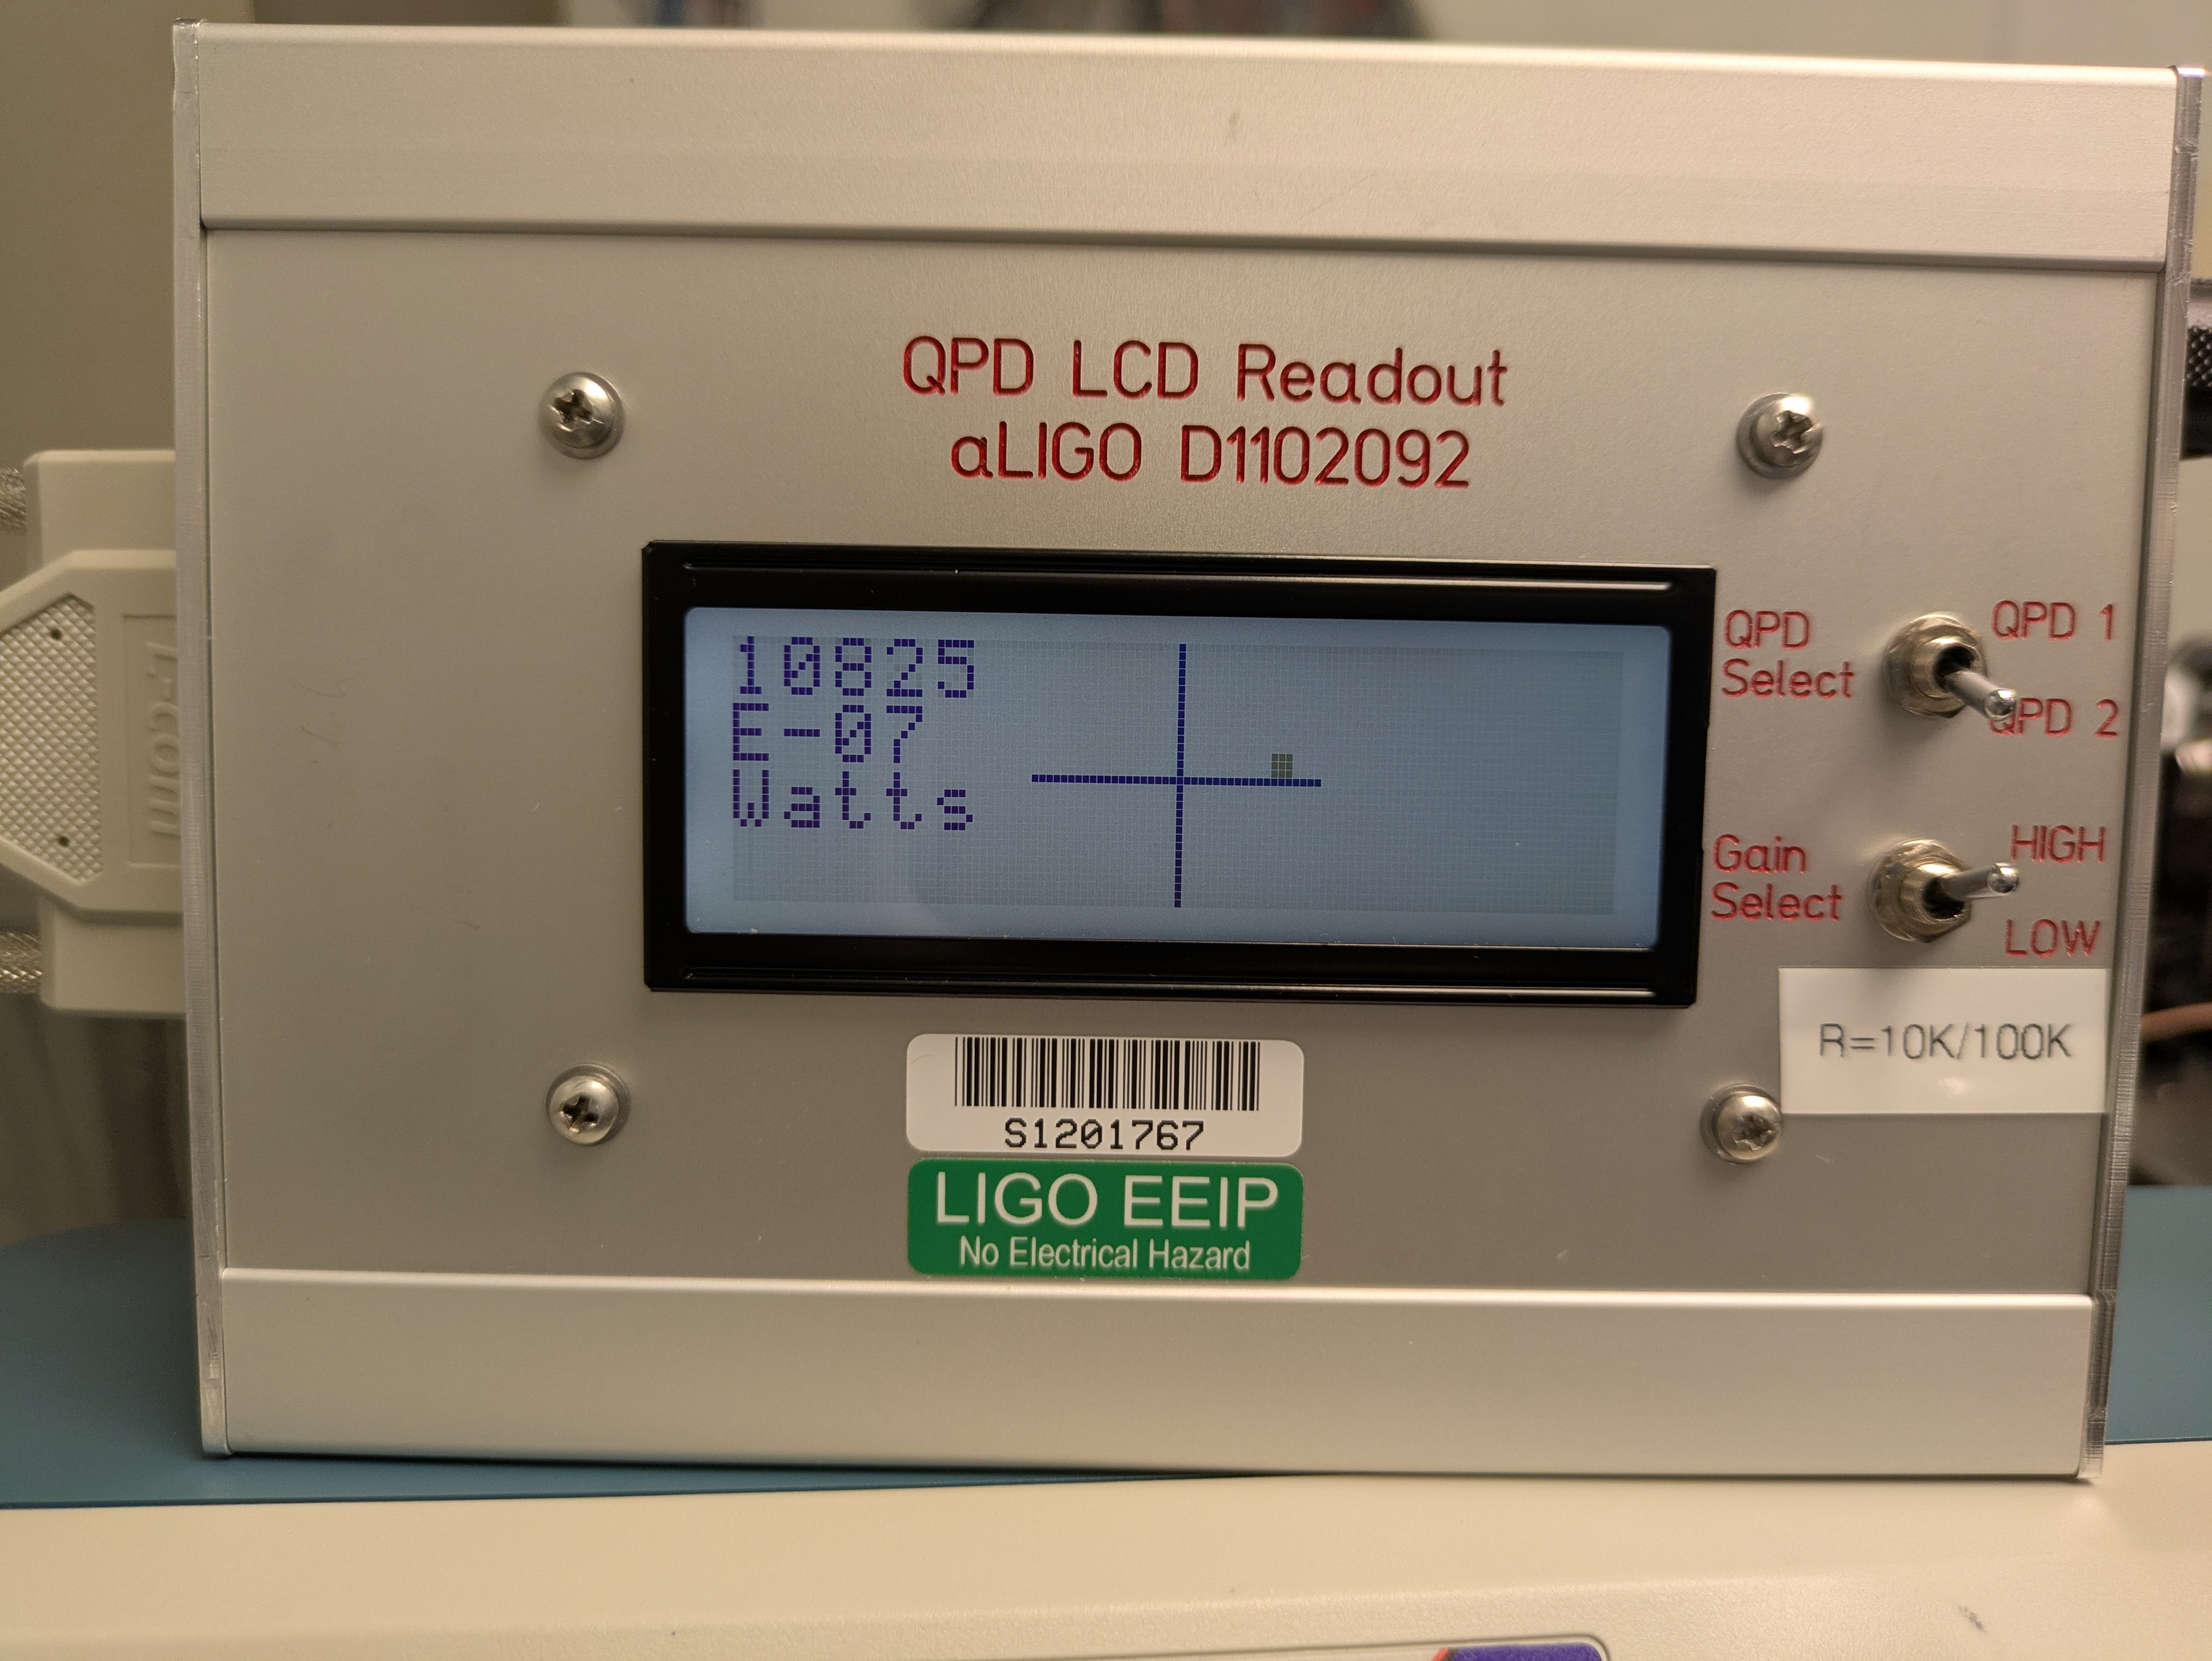 QPD LCD Readout
aLIGO D1102092
10825
E-07
Watts
QPD
Select
QPD 1
QPD 2
Gain
Select
HIGH
LOW
R=10K/100K
S1201767
LIGO EEIP
No Electrical Hazard